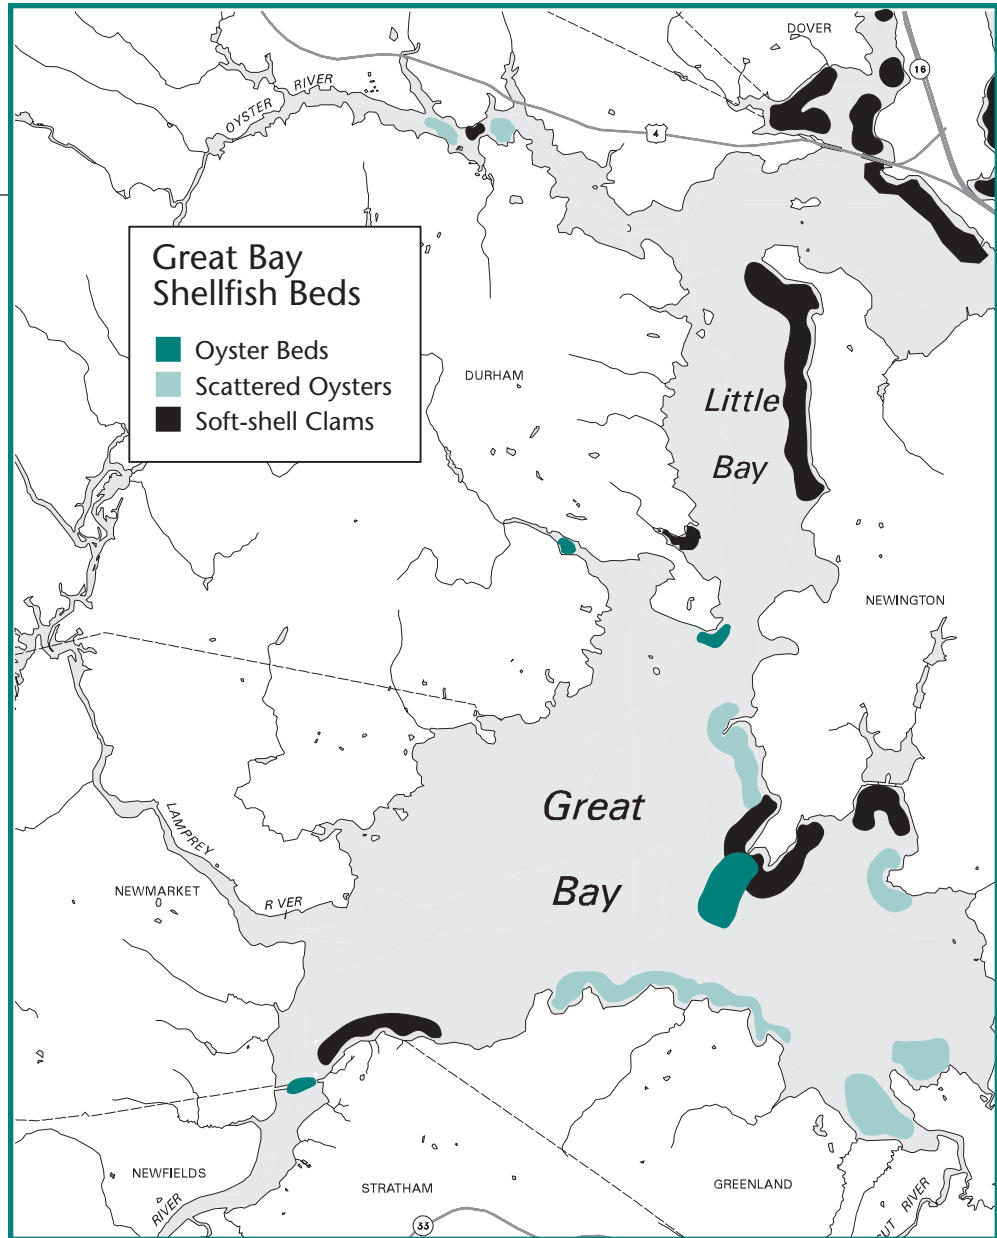 DOVER
16
OYSTER RIVER
4
Great Bay
Shellfish Beds
Oyster Beds
Scattered Oysters
Soft-shell Clams
DURHAM
Little
Bay
NEWINGTON
Great
Bay
LAMPREY
R VER
NEWMARKET
NEWFIELDS
RIVER
STRATHAM
33
GREENLAND
UT RIVER